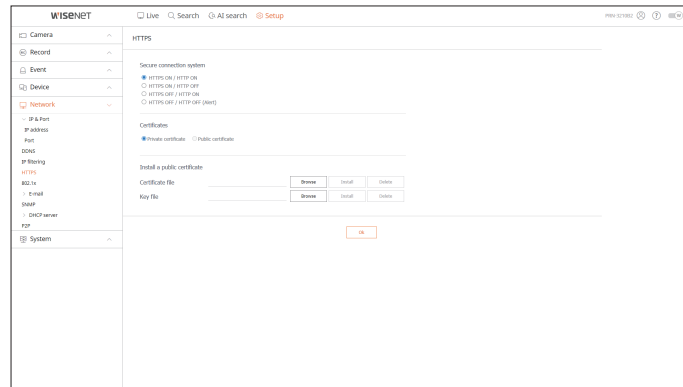 WISENET
Live Search AI search Setup
PRN-3210B2
Camera
HTTPS
Record
Event
Device
Network
IP & Port
IP address
Port
DDNS
IP filtering
HTTPS
802.1x
E-mail
SNMP
DHCP server
P2P
System
Secure connection system
HTTPS ON / HTTP ON
HTTPS ON / HTTP OFF
HTTPS OFF / HTTP ON
HTTPS OFF / HTTP OFF (Alert)
Certificates
Private certificate Public certificate
Install a public certificate
Certificate file Browse Install Delete
Key file Browse Install Delete
Ok